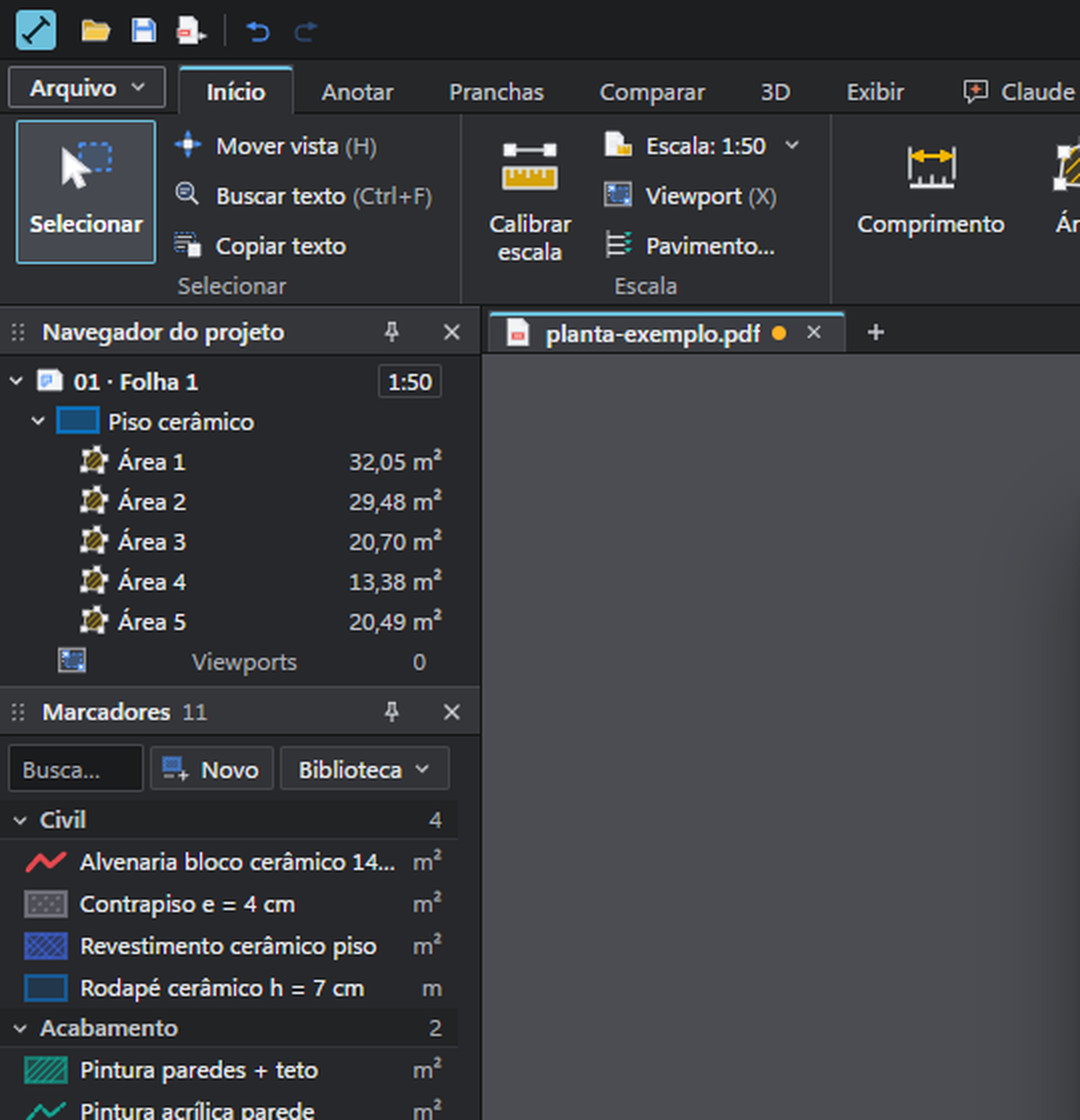 Arquivo
Início
Anotar
Pranchas
Comparar
3D
Exibir
Claude
Selecionar
Mover vista (H)
Buscar texto (Ctrl+F)
Copiar texto
Selecionar
Calibrar
escala
Escala: 1:50
Viewport (X)
Pavimento...
Escala
Comprimento
Ár
Navegador do projeto
planta-exemplo.pdf
01 · Folha 1 1:50
Piso cerâmico
Área 1 32,05 m²
Área 2 29,48 m²
Área 3 20,70 m²
Área 4 13,38 m²
Área 5 20,49 m²
Viewports 0
Marcadores 11
Busca...
Novo
Biblioteca
Civil 4
Alvenaria bloco cerâmico 14... m²
Contrapiso e = 4 cm m²
Revestimento cerâmico piso m²
Rodapé cerâmico h = 7 cm m
Acabamento 2
Pintura paredes + teto m²
Pintura acrílica parede m²